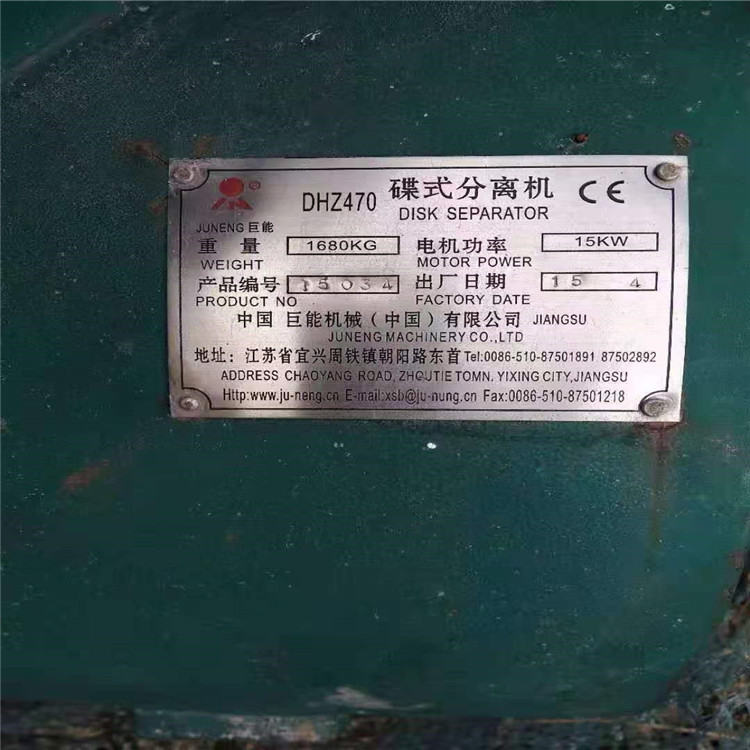 DHZ470 碟式分离机 CE
DISK SEPARATOR
®
JUNENG 巨能
重量 1680KG 电机功率 15KW
WEIGHT MOTOR POWER
产品编号 15034 出厂日期 15 4
PRODUCT NO FACTORY DATE
中国 巨能机械(中国)有限公司 JIANGSU
JUNENG MACHINERY CO.,LTD
地址: 江苏省宜兴周铁镇朝阳路东首 Tel:0086-510-87501891 87502892
ADDRESS CHAOYANG ROAD, ZHOUTIE TOMN. YIXING CITY,JIANGSU
Http:www.ju-neng.cn E-mail:xsb@ju-nung.cn Fax:0086-510-87501218